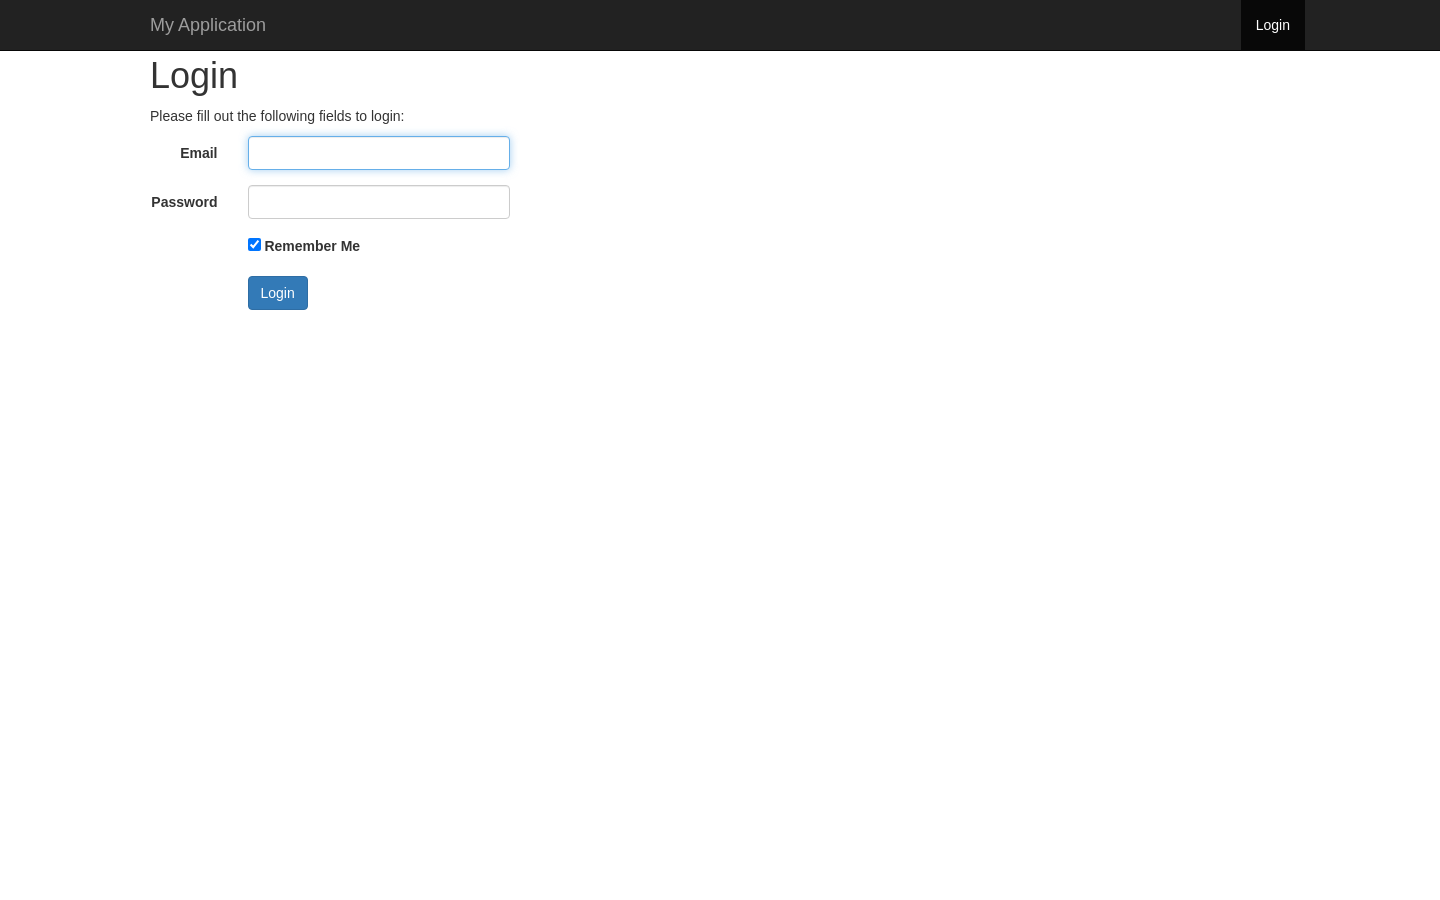 My Application
Login
Login
Please fill out the following fields to login:
Email
Password
Remember Me
Login